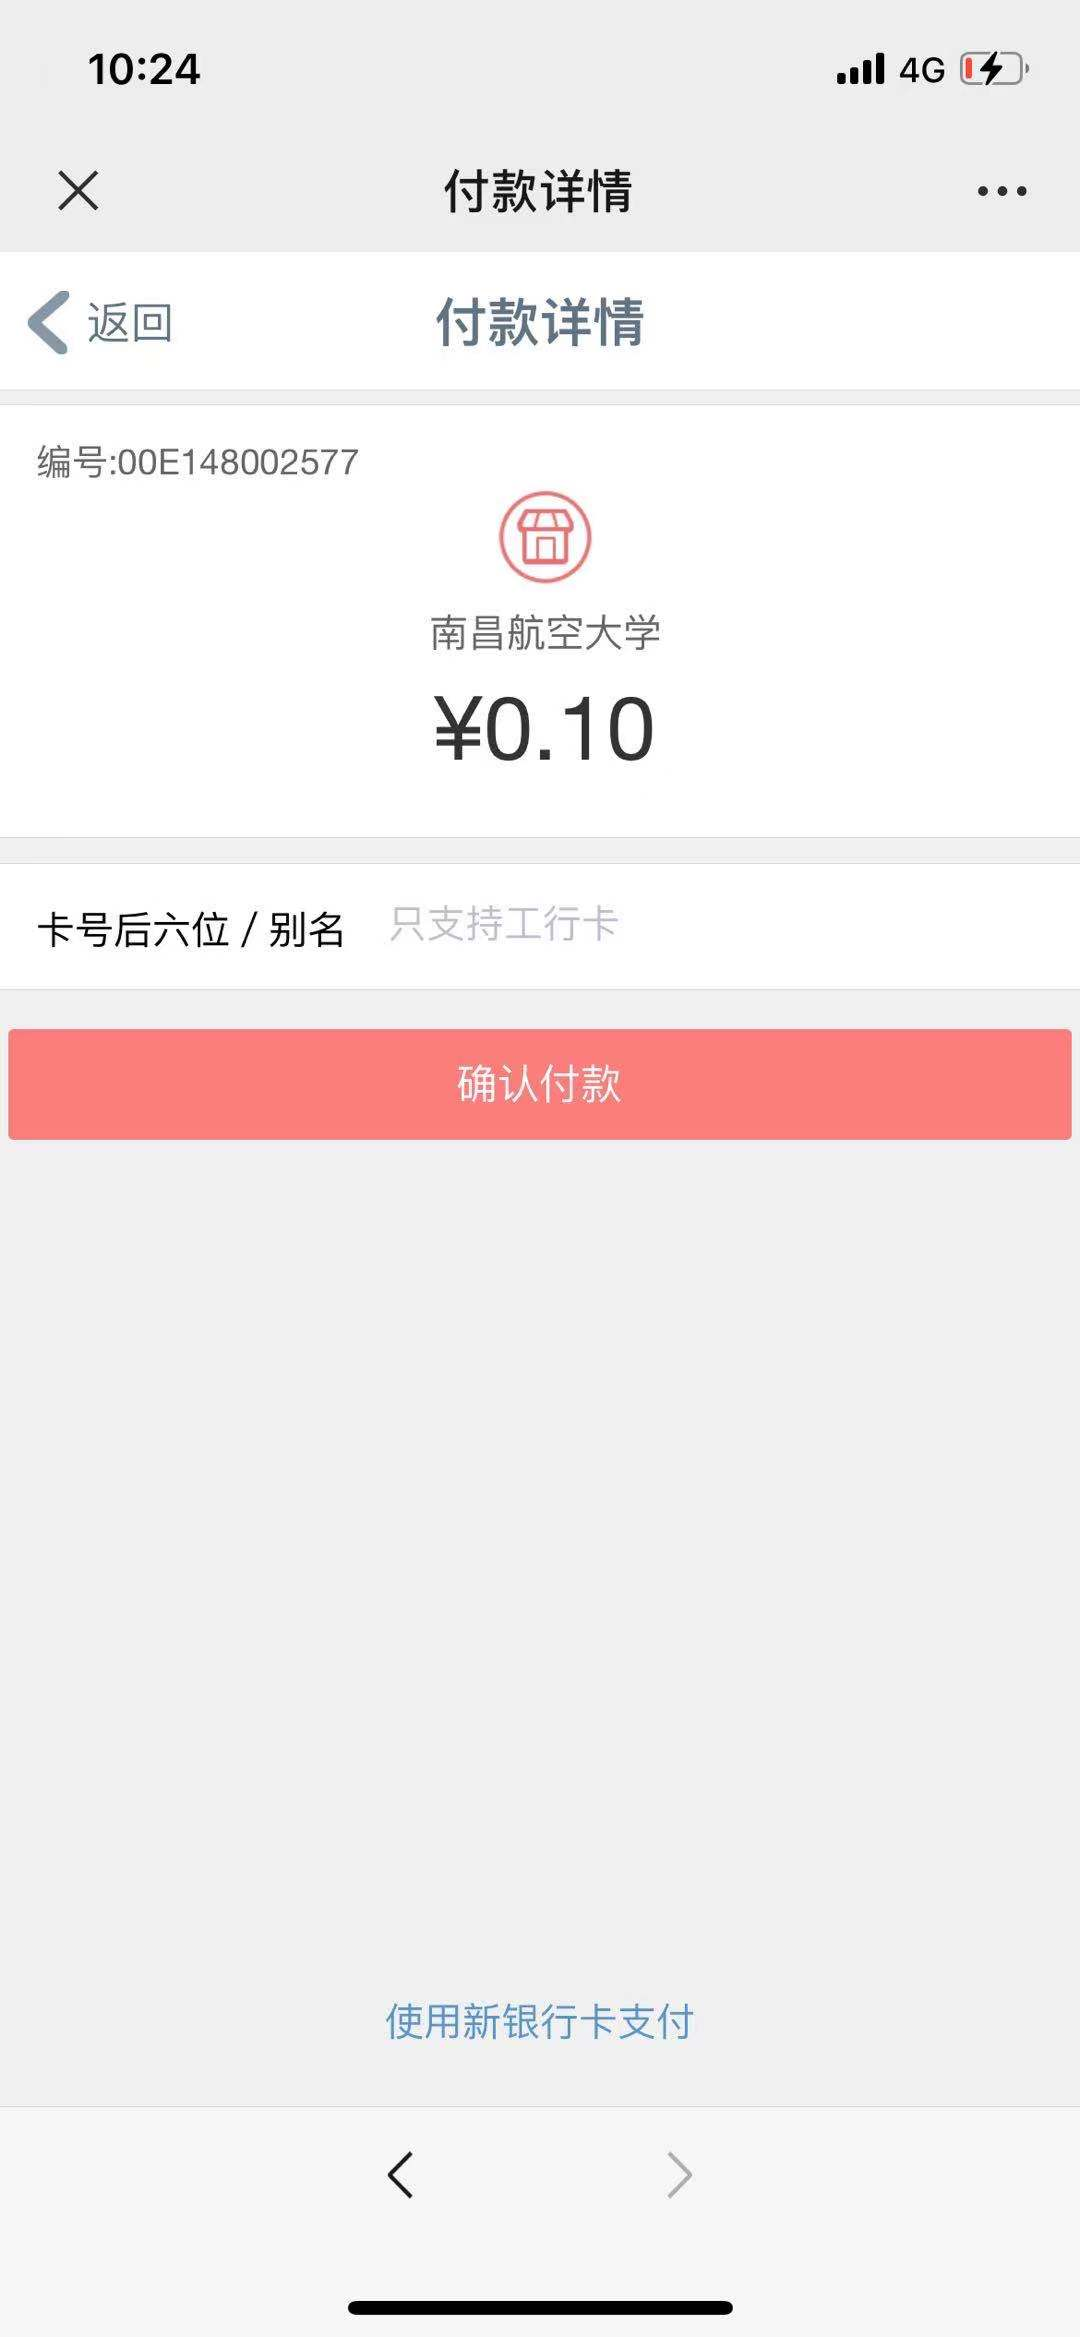 10:24
4G
付款详情
返回
付款详情
编号:00E148002577
南昌航空大学
¥0.10
卡号后六位 / 别名 只支持工行卡
确认付款
使用新银行卡支付